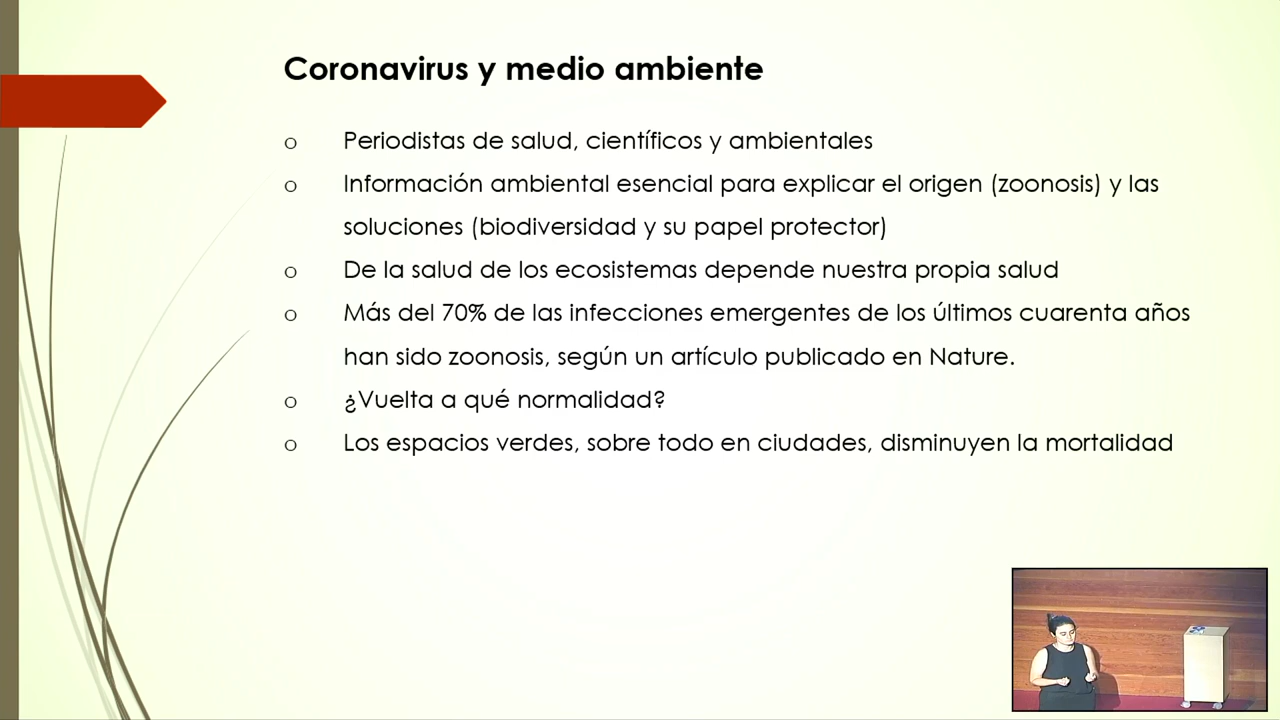 Coronavirus y medio ambiente
o Periodistas de salud, científicos y ambientales
o Información ambiental esencial para explicar el origen (zoonosis) y las
soluciones (biodiversidad y su papel protector)
o De la salud de los ecosistemas depende nuestra propia salud
o Más del 70% de las infecciones emergentes de los últimos cuarenta años
han sido zoonosis, según un artículo publicado en Nature.
o ¿Vuelta a qué normalidad?
o Los espacios verdes, sobre todo en ciudades, disminuyen la mortalidad